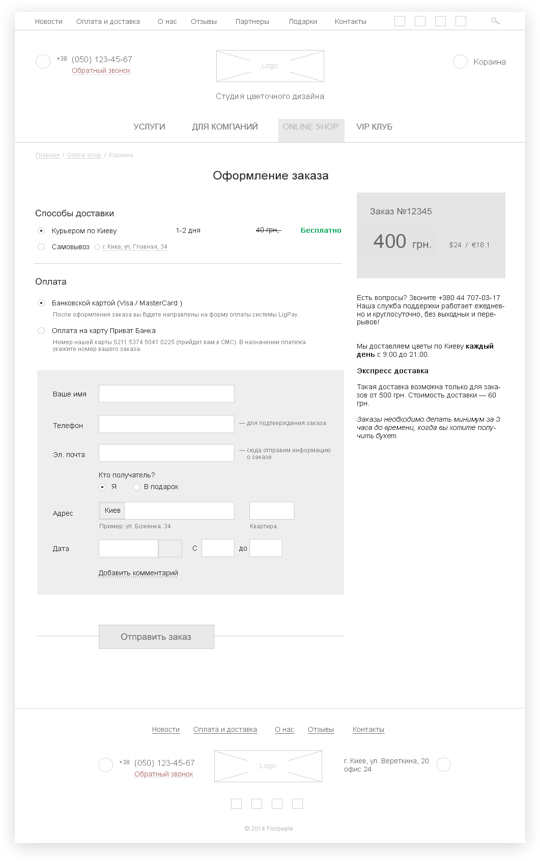 Новости Оплата и доставка О нас Отзывы Партнеры Подарки Контакты
+38 (050) 123-45-67
Обратный звонок
Logo
Корзина
Студия цветочного дизайна
УСЛУГИ ДЛЯ КОМПАНИЙ ONLINE SHOP VIP КЛУБ
Главная / Online shop / Корзина
Оформление заказа
Способы доставки
Курьером по Киеву 1-2 дня 40 грн,- Бесплатно
Самовывоз г. Киев, ул, Главная, 34
Оплата
Банковской картой (Visa / MasterCard )
После оформления заказа вы будете направлены на форму оплаты системы LigPay.
Оплата на карту Приват Банка
Номер нашей карты 5211 5374 5041 0225 (прийдет вам в СМС). В назначении платежа
укажите номер вашего заказа.
Ваше имя
Телефон — для подтверждения заказа
Эл. почта — сюда отправим информацию
о заказе
Кто получатель?
Я В подарок
Адрес Киев
Пример: ул. Боженка. 34 Квартира
Дата С до
Добавить комментарий
Отправить заказ
Заказ №12345
400 грн. $24 / €18.1
Есть вопросы? Звоните +380 44 707-03-17
Наша служба поддержки работает ежеднев-
но и круглосуточно, без выходных и пере-
рывов!
Мы доставляем цветы по Киеву каждый
день с 9:00 до 21:00.
Экспресс доставка
Такая доставка возможна только для зака-
зов от 500 грн. Стоимость доставки — 60
грн.
Заказы необходимо делать минимум за 3
часа до времени, когда вы хотите полу-
чить букет.
Новости Оплата и доставка О нас Отзывы Контакты
+38 (050) 123-45-67
Обратный звонок
Logo
г. Киев, ул. Вереткина, 20
офис 24
© 2014 Florpeple